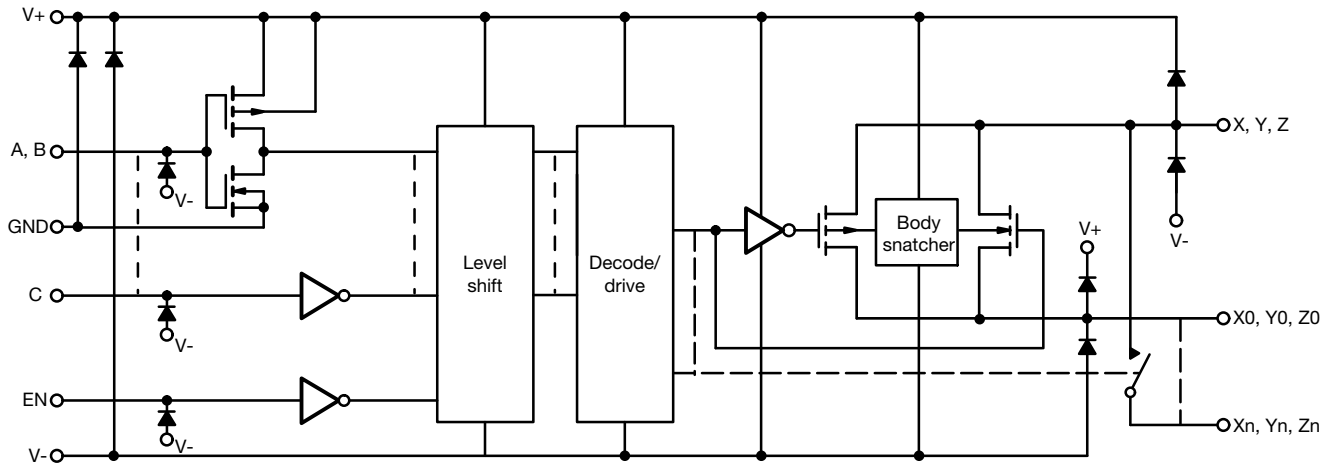 V+
A, B
V-
GND
C
V-
EN
V-
V-
Level
shift
Decode/
drive
Body
snatcher
V+
X, Y, Z
V-
X0, Y0, Z0
Xn, Yn, Zn